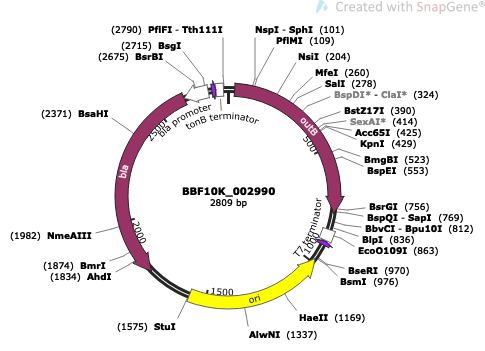 Created with SnapGene®
(2790) PflFI - Tth111I
(2715) BsgI
(2675) BsrBI
NspI - SphI (101)
PflMI (109)
NsiI (204)
MfeI (260)
SalI (278)
BspDI* - ClaI* (324)
BstZ17I (390)
SexAI* (414)
Acc65I (425)
KpnI (429)
BmgBI (523)
BspEI (553)
BsrGI (756)
BspQI - SapI (769)
BbvCI - Bpu10I (812)
BlpI (836)
EcoO109I (863)
BseRI (970)
BsmI (976)
HaeII (1169)
AlwNI (1337)
(1575) StuI
(1834) AhdI
(1874) BmrI
(1982) NmeAIII
(2371) BsaHI
bla promoter
tonB terminator
outB
T7 terminator
ori
bla
500
1000
1500
2000
2500
BBF10K_002990
2809 bp